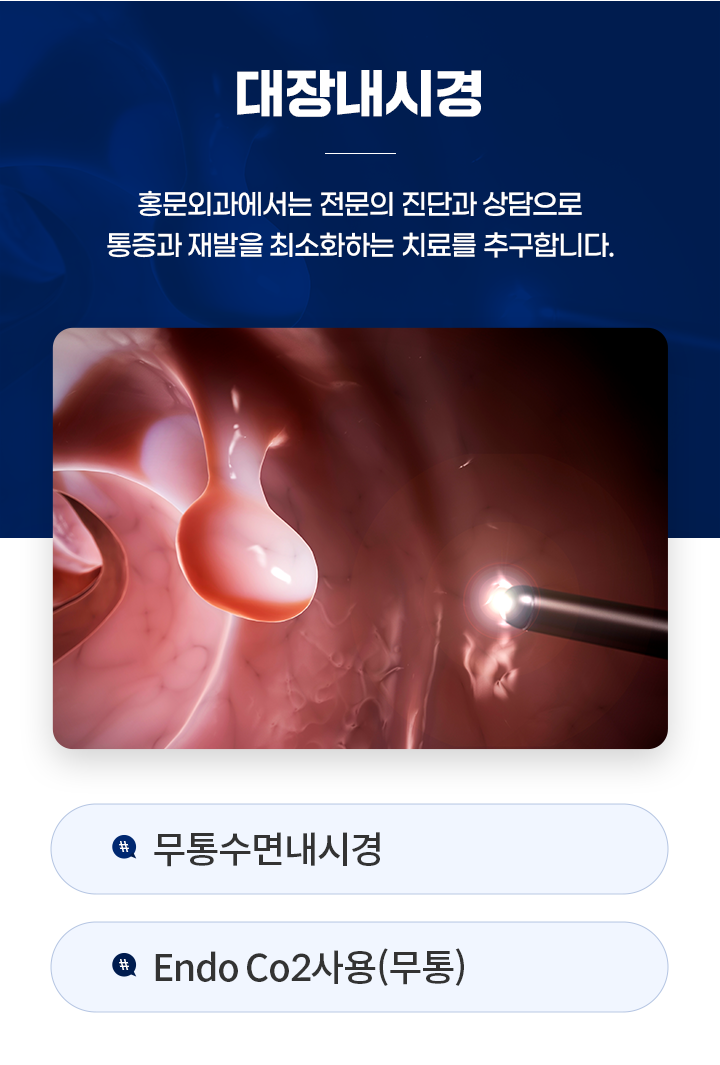 대장내시경
홍문외과에서는 전문의 진단과 상담으로
통증과 재발을 최소화하는 치료를 추구합니다.
# 무통수면내시경
# Endo Co2사용(무통)